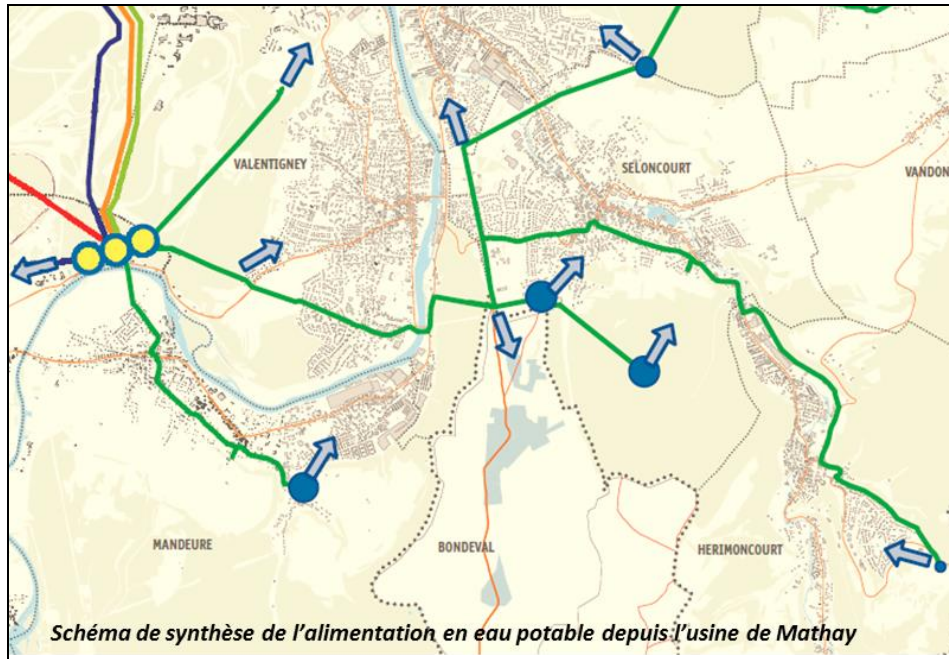 VALENTIGNEY
SELONCOURT
VANDON
MANDEURE
BONDEVAL
HERIMONCOURT
Schéma de synthèse de l'alimentation en eau potable depuis l'usine de Mathay